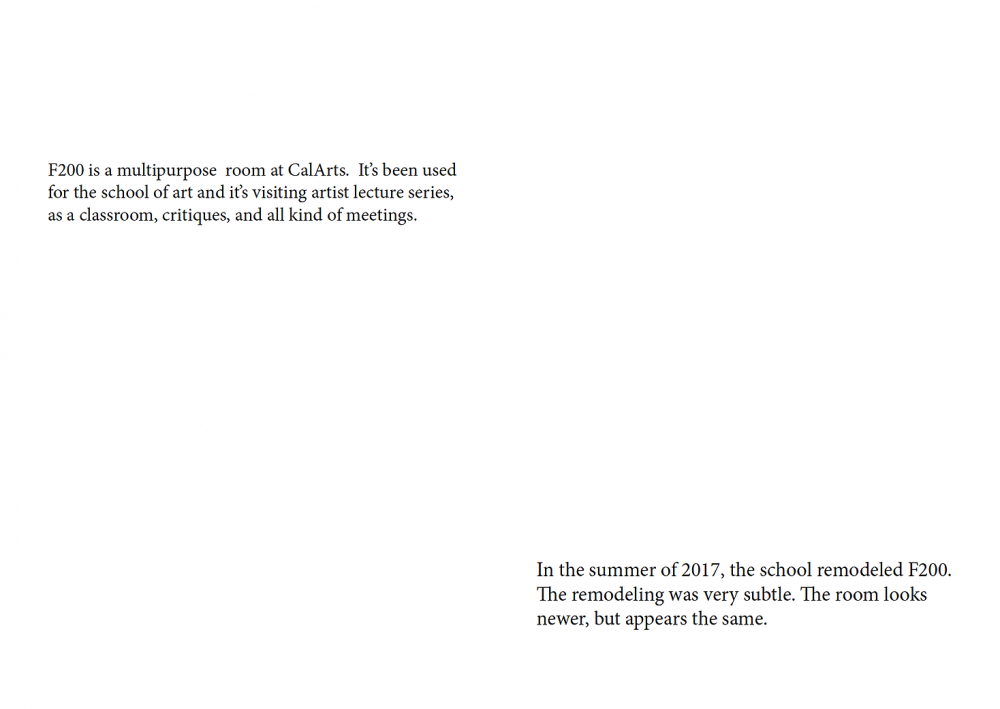 F200 is a multipurpose  room at CalArts.  It’s been used
for the school of art and it’s visiting artist lecture series,
as a classroom, critiques, and all kind of meetings.
In the summer of 2017, the school remodeled F200.
The remodeling was very subtle. The room looks
newer, but appears the same.